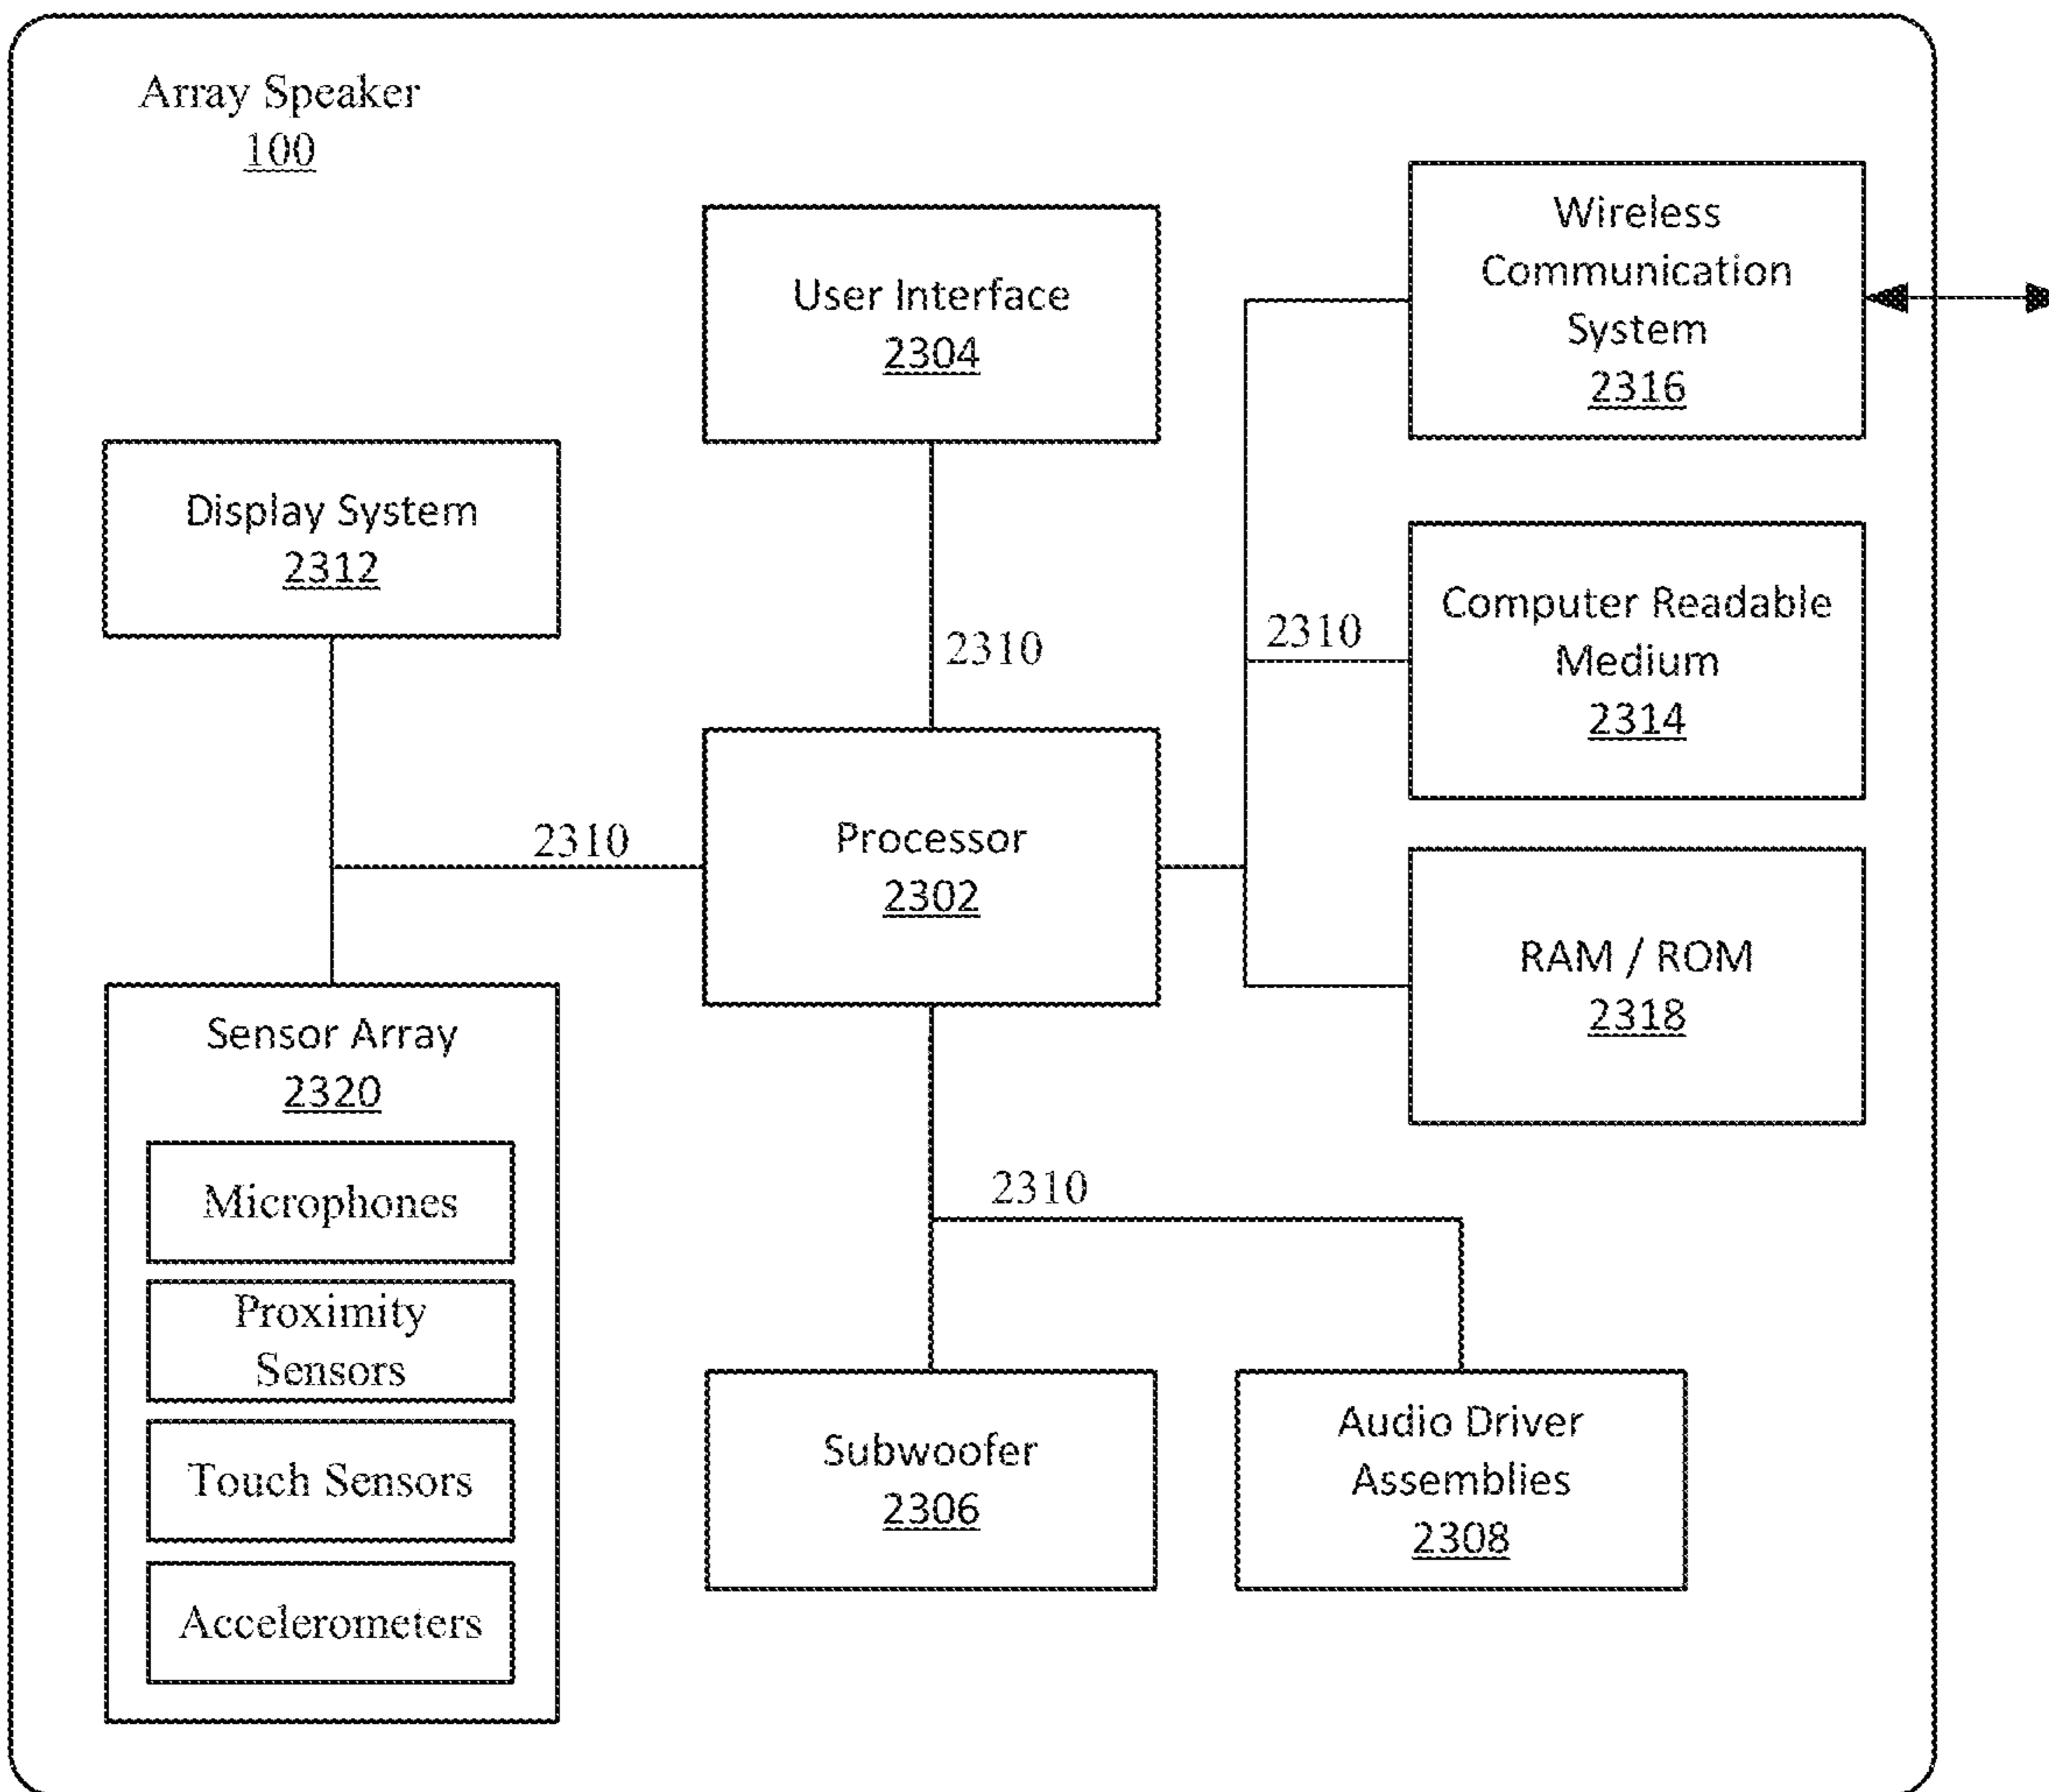 Array Speaker
100
User Interface
2304
Wireless
Communication
System
2316
Display System
2312
Computer Readable
Medium
2314
2310
2310
2310
Processor
2302
RAM / ROM
2318
Sensor Array
2320
Microphones
Proximity
Sensors
Touch Sensors
Accelerometers
2310
Subwoofer
2306
Audio Driver
Assemblies
2308